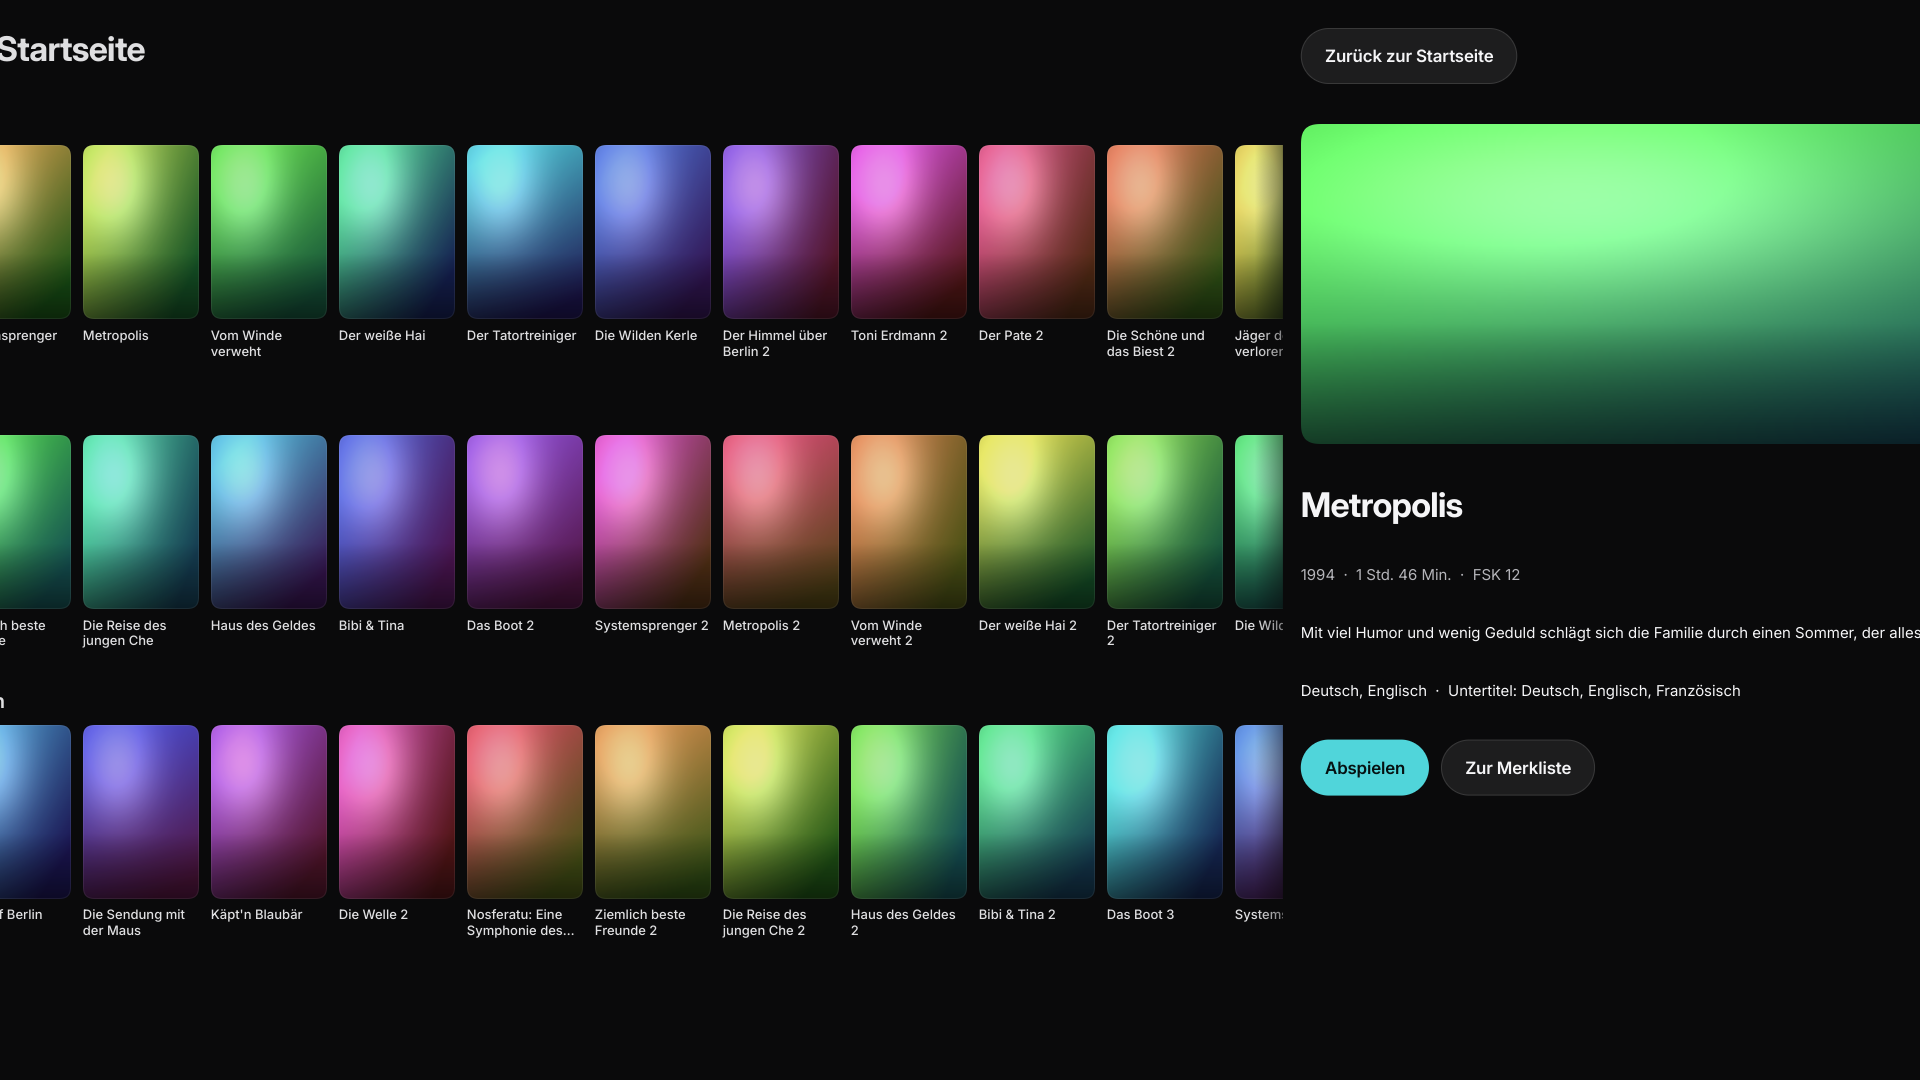 Startseite
sprenger
Metropolis
Vom Winde
verweht
Der weiße Hai
Der Tatortreiniger
Die Wilden Kerle
Der Himmel über
Berlin 2
Toni Erdmann 2
Der Pate 2
Die Schöne und
das Biest 2
Jäger d
verloren
h beste
e
Die Reise des
jungen Che
Haus des Geldes
Bibi & Tina
Das Boot 2
Systemsprenger 2
Metropolis 2
Vom Winde
verweht 2
Der weiße Hai 2
Der Tatortreiniger
2
Die Wild
n
f Berlin
Die Sendung mit
der Maus
Käpt'n Blaubär
Die Welle 2
Nosferatu: Eine
Symphonie des...
Ziemlich beste
Freunde 2
Die Reise des
jungen Che 2
Haus des Geldes
2
Bibi & Tina 2
Das Boot 3
Systems
Zurück zur Startseite
Metropolis
1994 · 1 Std. 46 Min. · FSK 12
Mit viel Humor und wenig Geduld schlägt sich die Familie durch einen Sommer, der alles
Deutsch, Englisch · Untertitel: Deutsch, Englisch, Französisch
Abspielen
Zur Merkliste